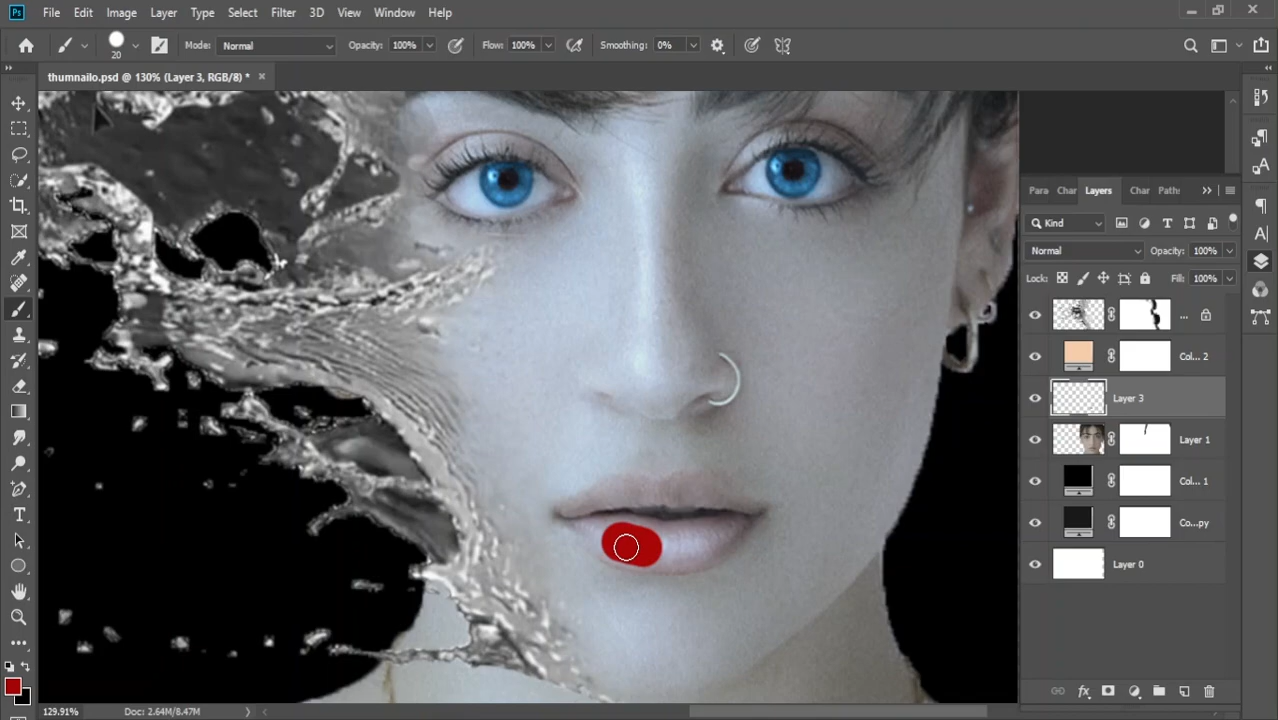 Ps File Edit Image Layer Type Select Filter 3D View Window Help
20 Mode: Normal Opacity: 100% Flow: 100% Smoothing: 0%
thumnailo.psd @ 130% (Layer 3, RGB/8) * ×
Para Char Layers Char Paths
Kind
Normal Opacity: 100%
Lock: Fill: 100%
...
Col... 2
Layer 3
Layer 1
Col... 1
Co...py
Layer 0
129.91% Doc: 2.64M/8.47M